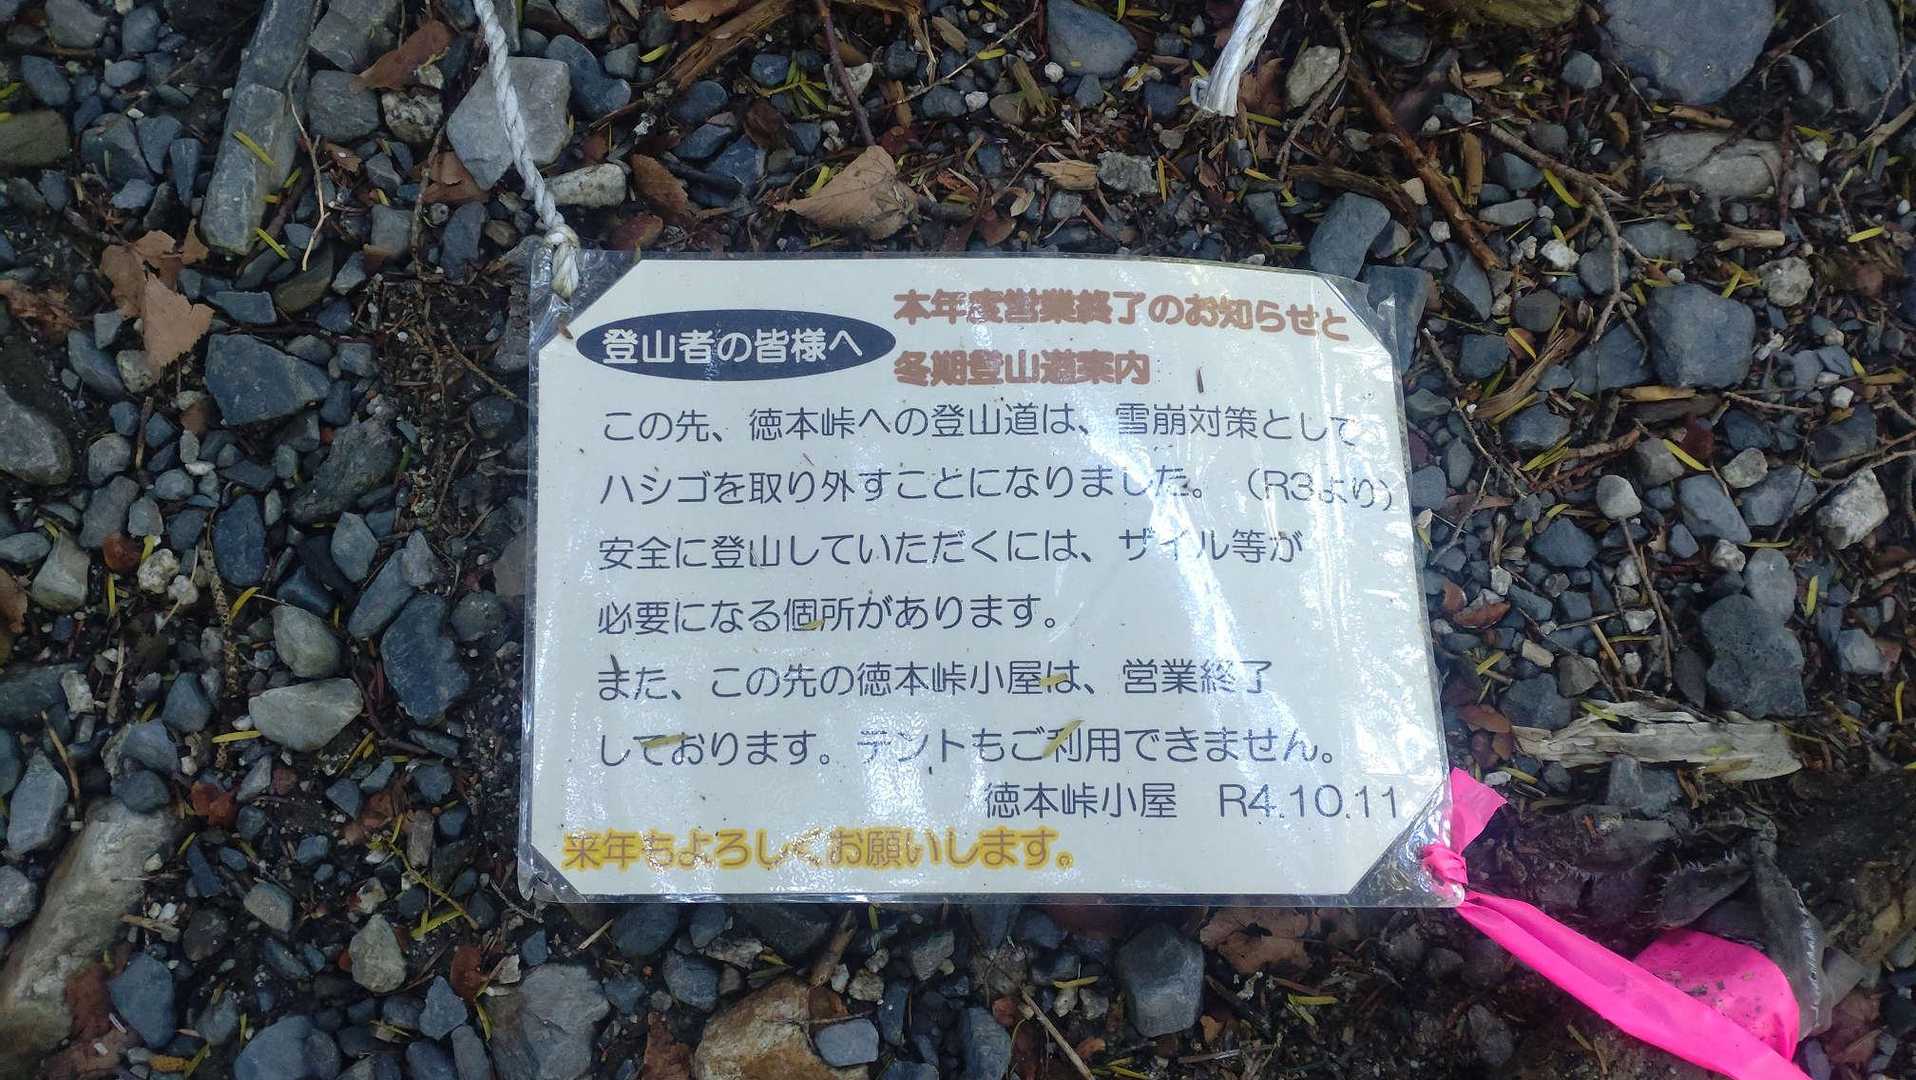 登山者の皆様へ
本年度営業終了のお知らせと
冬期登山道案内
この先、徳本峠への登山道は、雪崩対策として
ハシゴを取り外すことになりました。（R3より）
安全に登山していただくには、ザイル等が
必要になる個所があります。
また、この先の徳本峠小屋は、営業終了
しております。テントもご利用できません。
徳本峠小屋　R4.10.11
来年もよろしくお願いします。